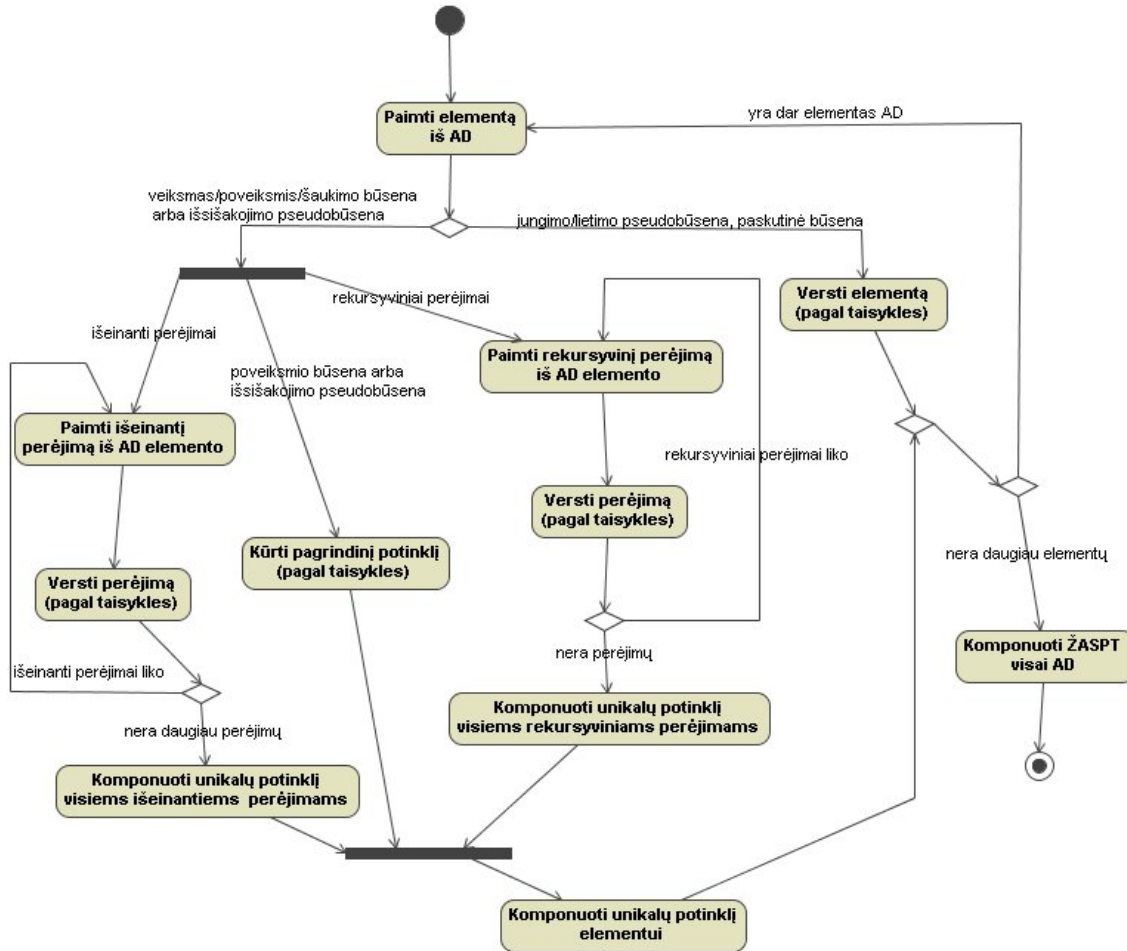 Paimti elementą
iš AD
yra dar elementas AD
veiksmas/poveiksmis/šaukimo būsena
arba išsišakojimo pseudobūsena
jungimo/lietimo pseudobūsena, paskutinė būsena
Versti elementą
(pagal taisykles)
rekursyviniai perėjimai
išeinanti perėjimai
Paimti rekursyvinį perėjimą
iš AD elemento
poveiksmio būsena arba
išsišakojimo pseudobūsena
Paimti išeinantį
perėjimą iš AD elemento
rekursyviniai perėjimai liko
Versti perėjimą
(pagal taisykles)
Kūrti pagrindinį potinklį
(pagal taisykles)
nera daugiau elementų
Versti perėjimą
(pagal taisykles)
Komponuoti ŽASPT
visai AD
nera perėjimų
išeinanti perėjimai liko
Komponuoti unikalų potinklį
visiems rekursyviniams perėjimams
nera daugiau perėjimų
Komponuoti unikalų potinklį
visiems išeinantiems perėjimams
Komponuoti unikalų potinklį
elementui